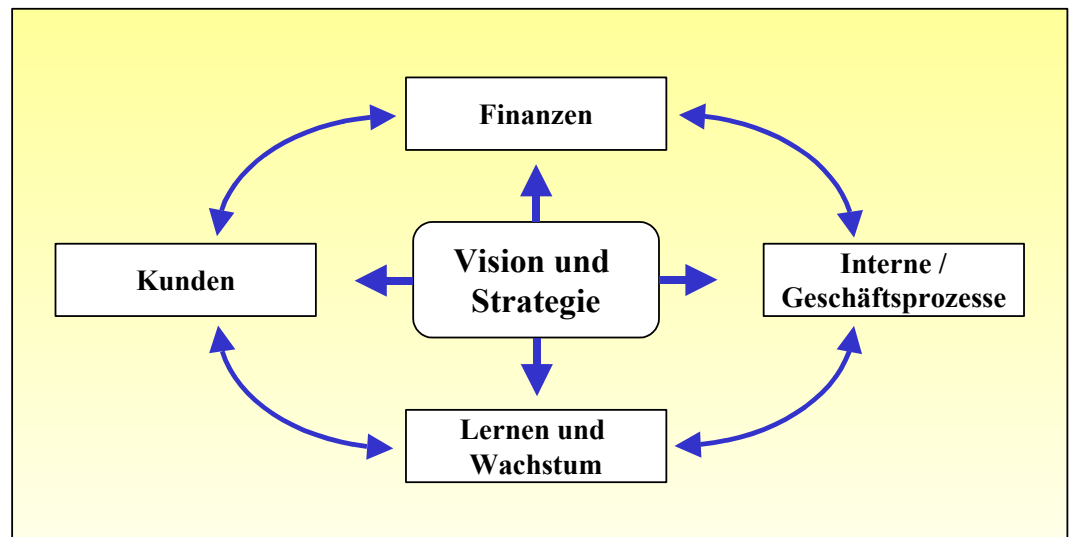 Finanzen
Kunden
Vision und
Strategie
Interne /
Geschäftsprozesse
Lernen und
Wachstum